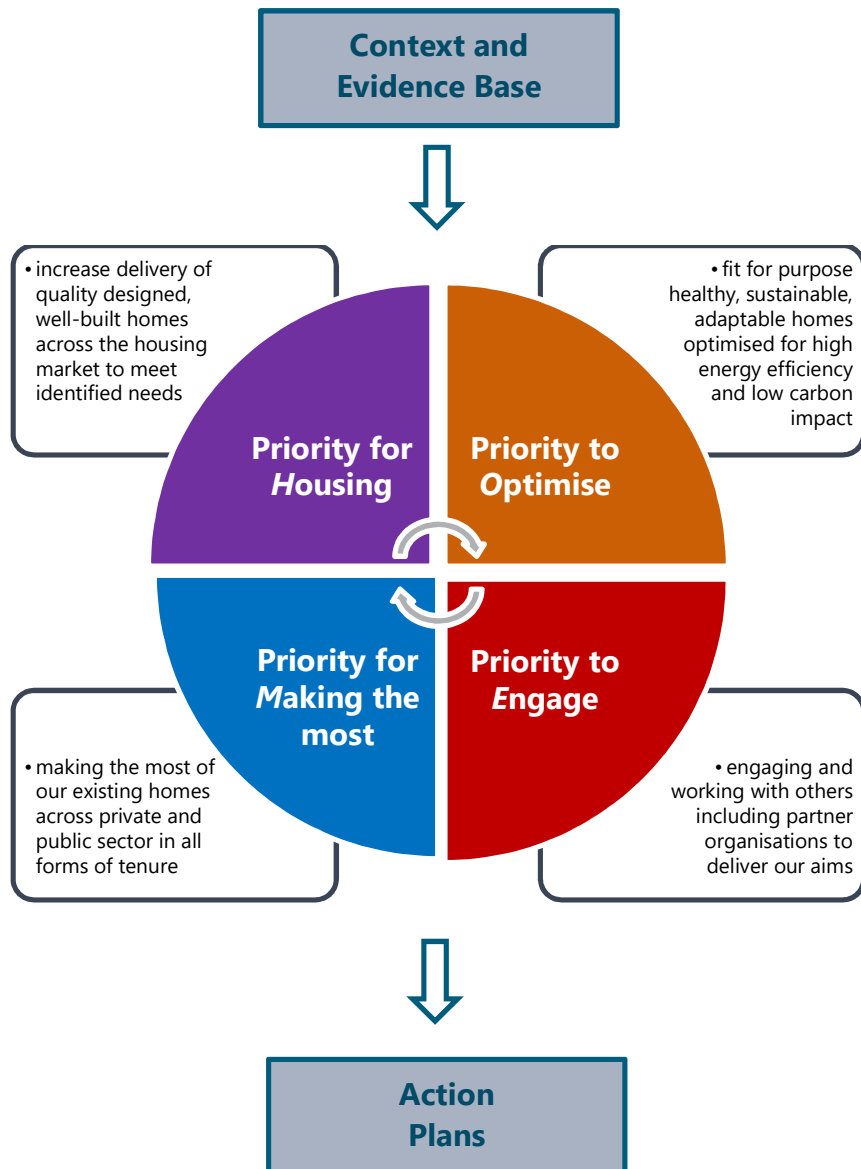 Context and
Evidence Base
• increase delivery of
quality designed,
well-built homes
across the housing
market to meet
identified needs
• fit for purpose
healthy, sustainable,
adaptable homes
optimised for high
energy efficiency
and low carbon
impact
Priority for
Housing
Priority to
Optimise
Priority for
Making the
most
Priority to
Engage
• making the most of
our existing homes
across private and
public sector in all
forms of tenure
• engaging and
working with others
including partner
organisations to
deliver our aims
Action
Plans